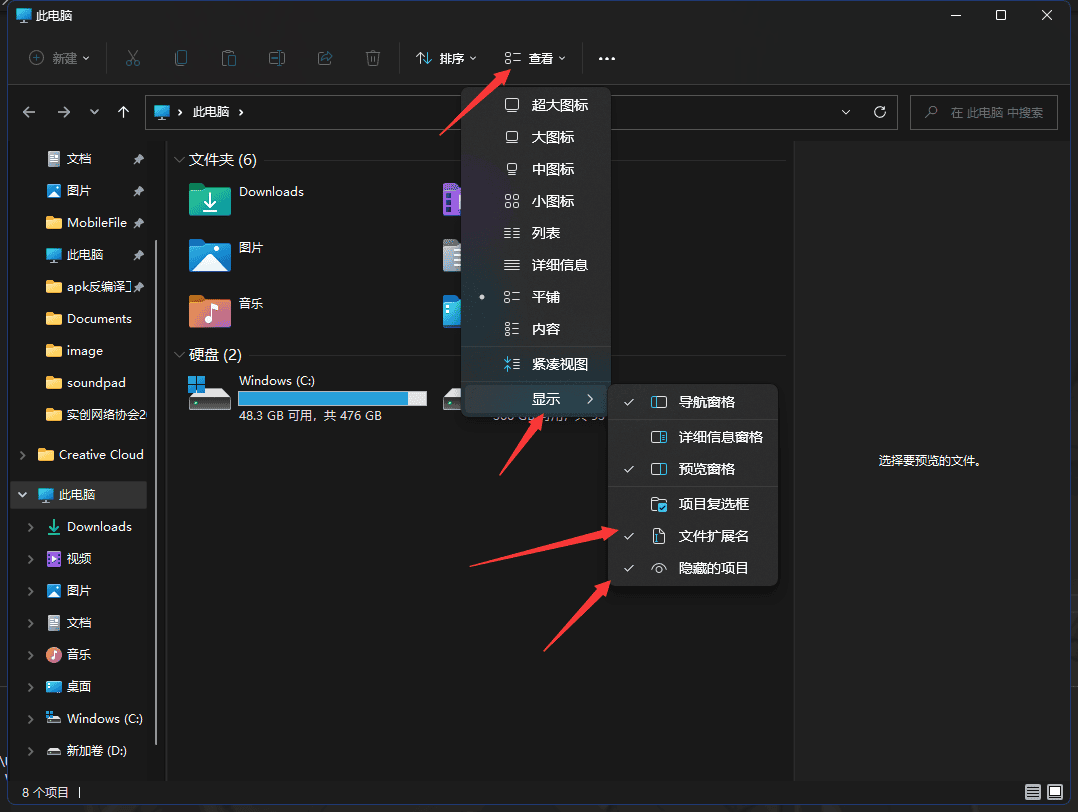 此电脑
新建
排序
查看
此电脑
在 此电脑 中搜索
文档
图片
MobileFile
此电脑
apk反编译
Documents
image
soundpad
实创网络协会2
Creative Cloud
此电脑
Downloads
视频
图片
文档
音乐
桌面
Windows (C:)
新加卷 (D:)
文件夹 (6)
Downloads
图片
音乐
硬盘 (2)
Windows (C:)
48.3 GB 可用，共 476 GB
超大图标
大图标
中图标
小图标
列表
详细信息
平铺
内容
紧凑视图
显示
导航窗格
详细信息窗格
预览窗格
项目复选框
文件扩展名
隐藏的项目
选择要预览的文件。
8 个项目